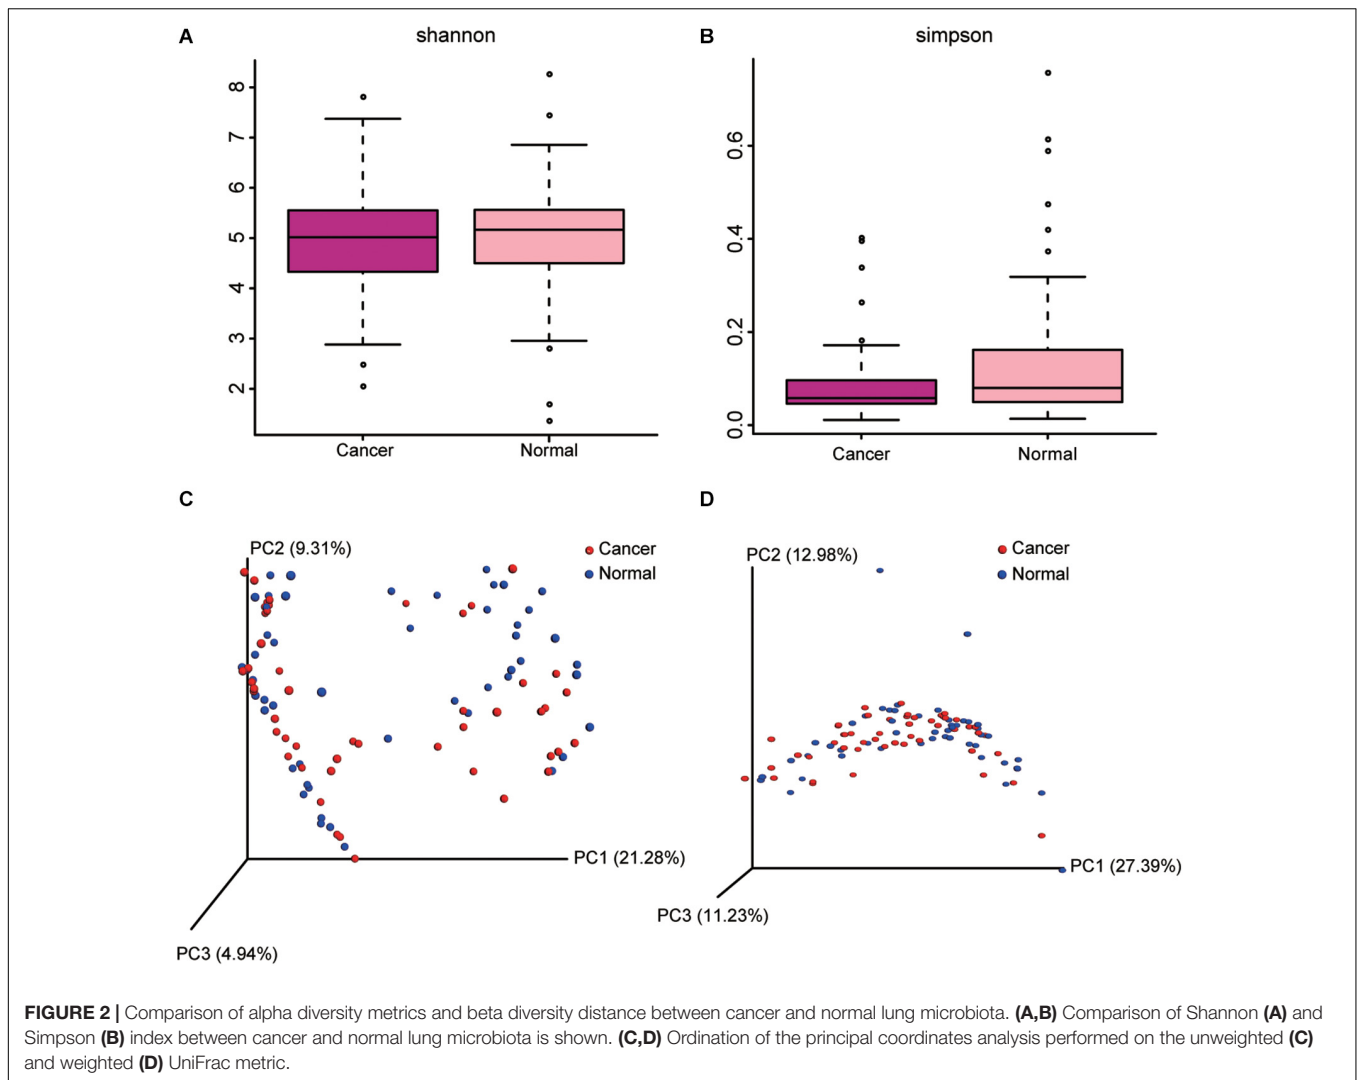 A
shannon
8
7
6
5
4
3
2
Cancer
Normal
B
simpson
0.6
0.4
0.2
0.0
Cancer
Normal
C
PC2 (9.31%)
Cancer
Normal
PC1 (21.28%)
PC3 (4.94%)
D
PC2 (12.98%)
Cancer
Normal
PC1 (27.39%)
PC3 (11.23%)
FIGURE 2 | Comparison of alpha diversity metrics and beta diversity distance between cancer and normal lung microbiota. (A,B) Comparison of Shannon (A) and
Simpson (B) index between cancer and normal lung microbiota is shown. (C,D) Ordination of the principal coordinates analysis performed on the unweighted (C)
and weighted (D) UniFrac metric.